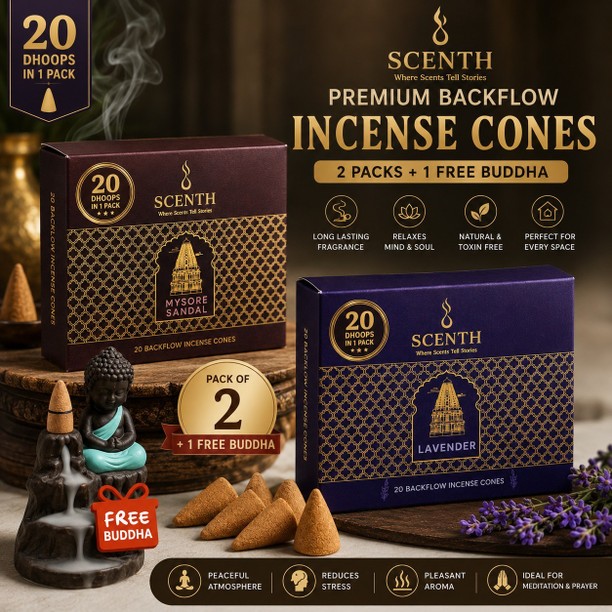 20
DHOOPS
IN 1 PACK
SCENTH
Where Scents Tell Stories
PREMIUM BACKFLOW
INCENSE CONES
2 PACKS + 1 FREE BUDDHA
LONG LASTING
FRAGRANCE
RELAXES
MIND & SOUL
NATURAL &
TOXIN FREE
PERFECT FOR
EVERY SPACE
20
DHOOPS
IN 1 PACK
SCENTH
Where Scents Tell Stories
20 BACKFLOW INCENSE CONES
MYSORE
SANDAL
20 BACKFLOW INCENSE CONES
20
DHOOPS
IN 1 PACK
SCENTH
Where Scents Tell Stories
20 BACKFLOW INCENSE CONES
LAVENDER
20 BACKFLOW INCENSE CONES
PACK OF
2
+ 1 FREE BUDDHA
FREE
BUDDHA
PEACEFUL
ATMOSPHERE
REDUCES
STRESS
PLEASANT
AROMA
IDEAL FOR
MEDITATION & PRAYER